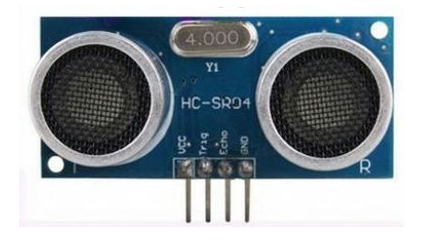 4.000
Y1
HC-SR04
VCC
Trig
Echo
GND
R